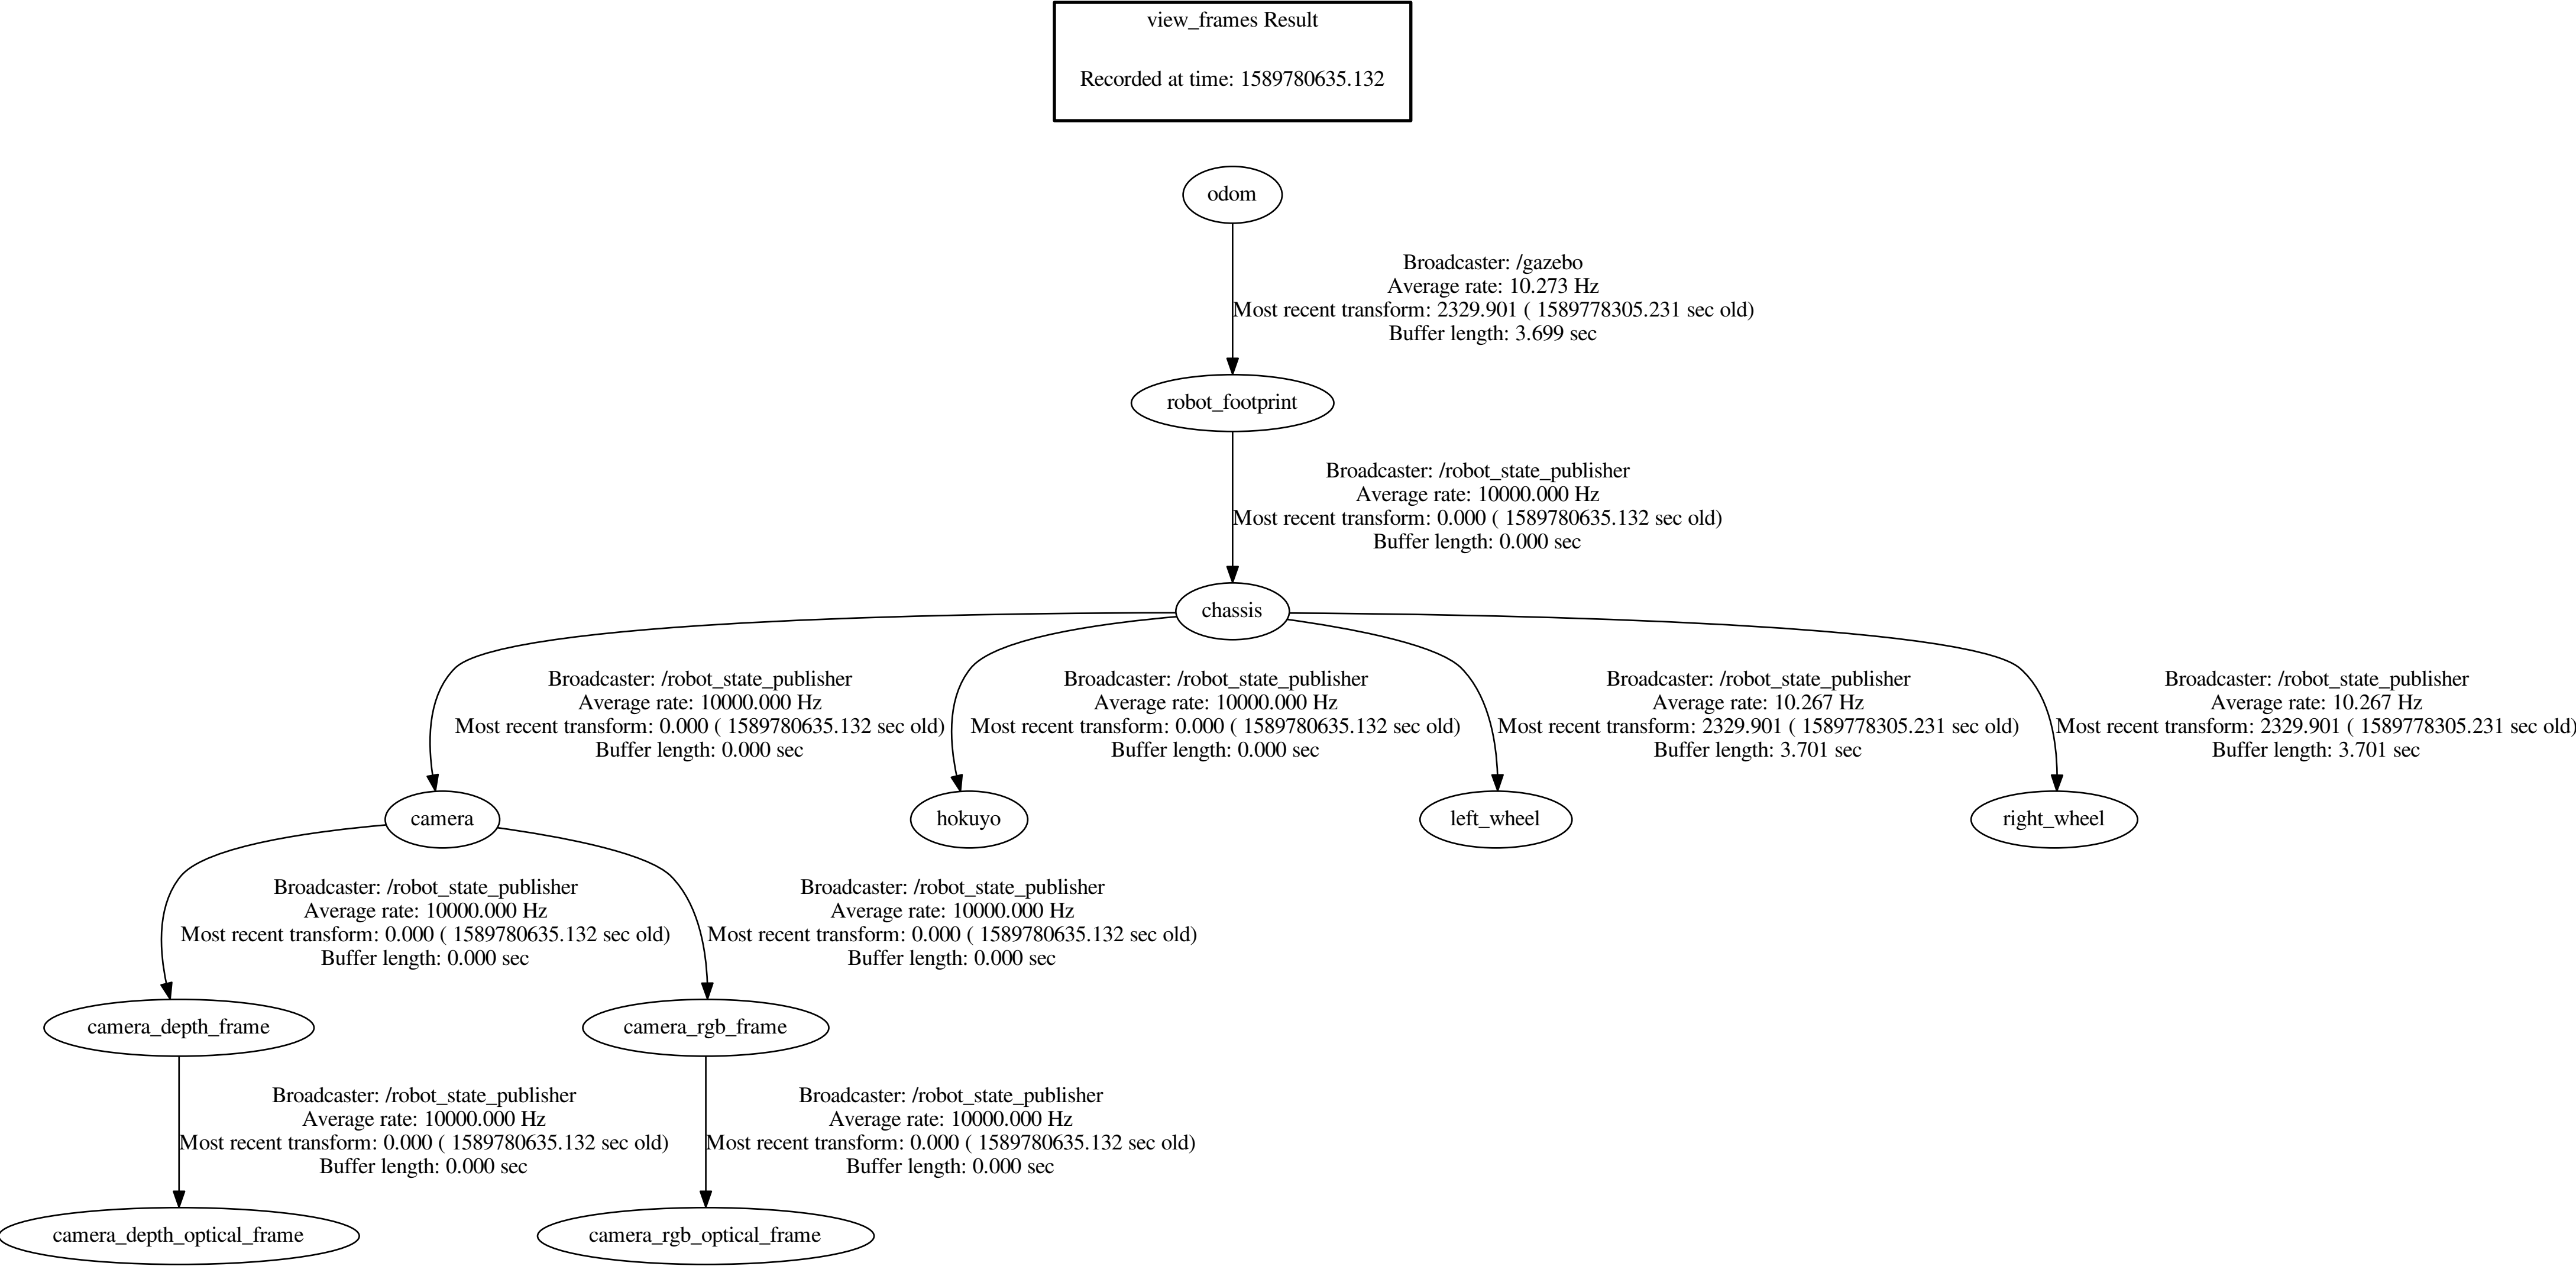 view_frames Result
Recorded at time: 1589780635.132
odom
Broadcaster: /gazebo
Average rate: 10.273 Hz
Most recent transform: 2329.901 ( 1589778305.231 sec old)
Buffer length: 3.699 sec
robot_footprint
Broadcaster: /robot_state_publisher
Average rate: 10000.000 Hz
Most recent transform: 0.000 ( 1589780635.132 sec old)
Buffer length: 0.000 sec
chassis
Broadcaster: /robot_state_publisher
Average rate: 10000.000 Hz
Most recent transform: 0.000 ( 1589780635.132 sec old)
Buffer length: 0.000 sec
Broadcaster: /robot_state_publisher
Average rate: 10000.000 Hz
Most recent transform: 0.000 ( 1589780635.132 sec old)
Buffer length: 0.000 sec
Broadcaster: /robot_state_publisher
Average rate: 10.267 Hz
Most recent transform: 2329.901 ( 1589778305.231 sec old)
Buffer length: 3.701 sec
Broadcaster: /robot_state_publisher
Average rate: 10.267 Hz
Most recent transform: 2329.901 ( 1589778305.231 sec old)
Buffer length: 3.701 sec
camera
hokuyo
left_wheel
right_wheel
Broadcaster: /robot_state_publisher
Average rate: 10000.000 Hz
Most recent transform: 0.000 ( 1589780635.132 sec old)
Buffer length: 0.000 sec
Broadcaster: /robot_state_publisher
Average rate: 10000.000 Hz
Most recent transform: 0.000 ( 1589780635.132 sec old)
Buffer length: 0.000 sec
camera_depth_frame
camera_rgb_frame
Broadcaster: /robot_state_publisher
Average rate: 10000.000 Hz
Most recent transform: 0.000 ( 1589780635.132 sec old)
Buffer length: 0.000 sec
Broadcaster: /robot_state_publisher
Average rate: 10000.000 Hz
Most recent transform: 0.000 ( 1589780635.132 sec old)
Buffer length: 0.000 sec
camera_depth_optical_frame
camera_rgb_optical_frame